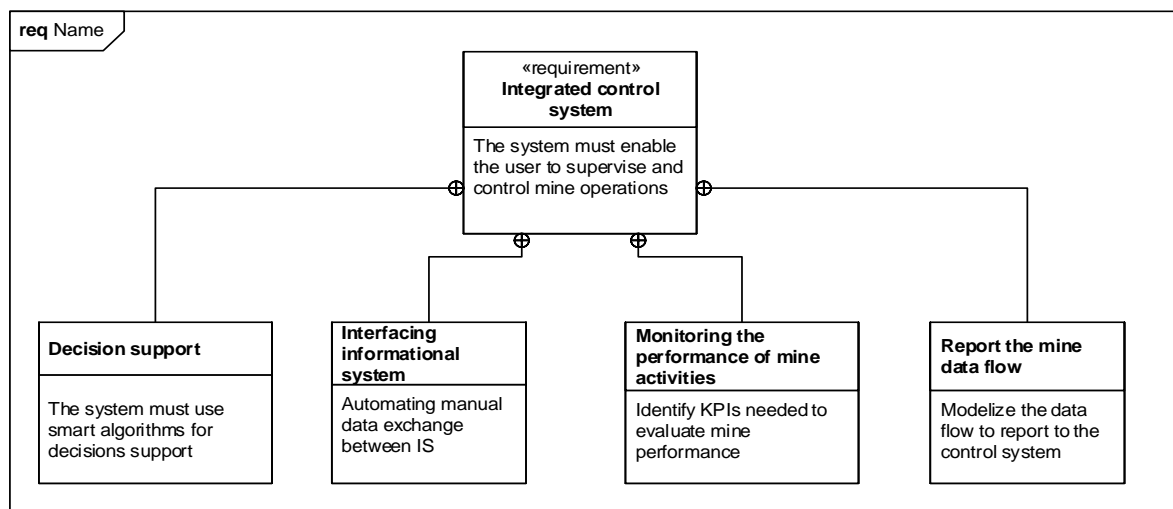 req Name
«requirement»
Integrated control
system
The system must enable
the user to supervise and
control mine operations
Decision support
The system must use
smart algorithms for
decisions support
Interfacing
informational
system
Automating manual
data exchange
between IS
Monitoring the
performance of mine
activities
Identify KPIs needed to
evaluate mine
performance
Report the mine
data flow
Modelize the data
flow to report to the
control system